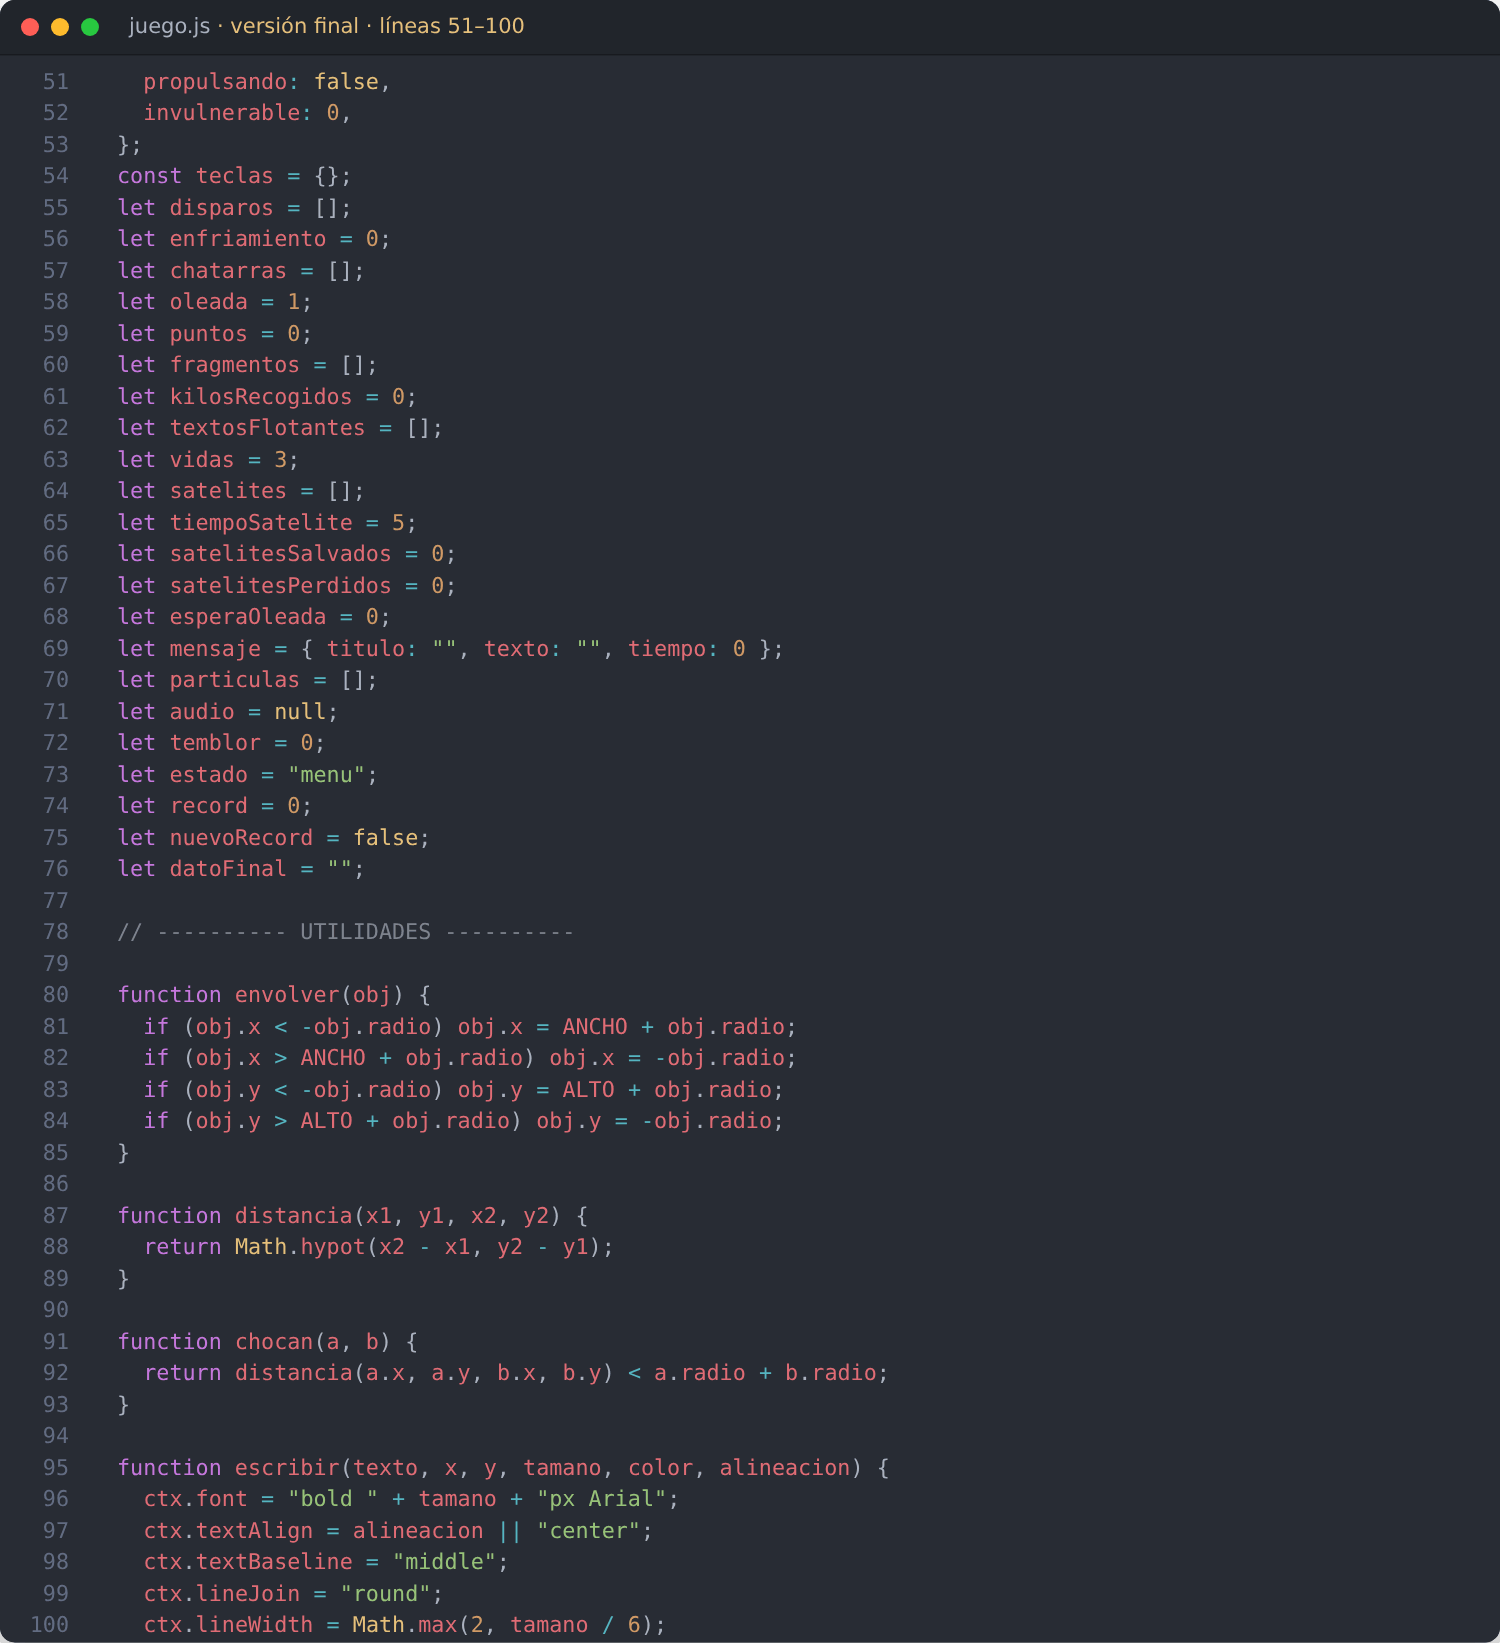 juego.js · versión final · líneas 51–100
51 propulsando: false,
52 invulnerable: 0,
53 };
54 const teclas = {};
55 let disparos = [];
56 let enfriamiento = 0;
57 let chatarras = [];
58 let oleada = 1;
59 let puntos = 0;
60 let fragmentos = [];
61 let kilosRecogidos = 0;
62 let textosFlotantes = [];
63 let vidas = 3;
64 let satelites = [];
65 let tiempoSatelite = 5;
66 let satelitesSalvados = 0;
67 let satelitesPerdidos = 0;
68 let esperaOleada = 0;
69 let mensaje = { titulo: "", texto: "", tiempo: 0 };
70 let particulas = [];
71 let audio = null;
72 let temblor = 0;
73 let estado = "menu";
74 let record = 0;
75 let nuevoRecord = false;
76 let datoFinal = "";
77
78 // ---------- UTILIDADES ----------
79
80 function envolver(obj) {
81 if (obj.x < -obj.radio) obj.x = ANCHO + obj.radio;
82 if (obj.x > ANCHO + obj.radio) obj.x = -obj.radio;
83 if (obj.y < -obj.radio) obj.y = ALTO + obj.radio;
84 if (obj.y > ALTO + obj.radio) obj.y = -obj.radio;
85 }
86
87 function distancia(x1, y1, x2, y2) {
88 return Math.hypot(x2 - x1, y2 - y1);
89 }
90
91 function chocan(a, b) {
92 return distancia(a.x, a.y, b.x, b.y) < a.radio + b.radio;
93 }
94
95 function escribir(texto, x, y, tamano, color, alineacion) {
96 ctx.font = "bold " + tamano + "px Arial";
97 ctx.textAlign = alineacion || "center";
98 ctx.textBaseline = "middle";
99 ctx.lineJoin = "round";
100 ctx.lineWidth = Math.max(2, tamano / 6);